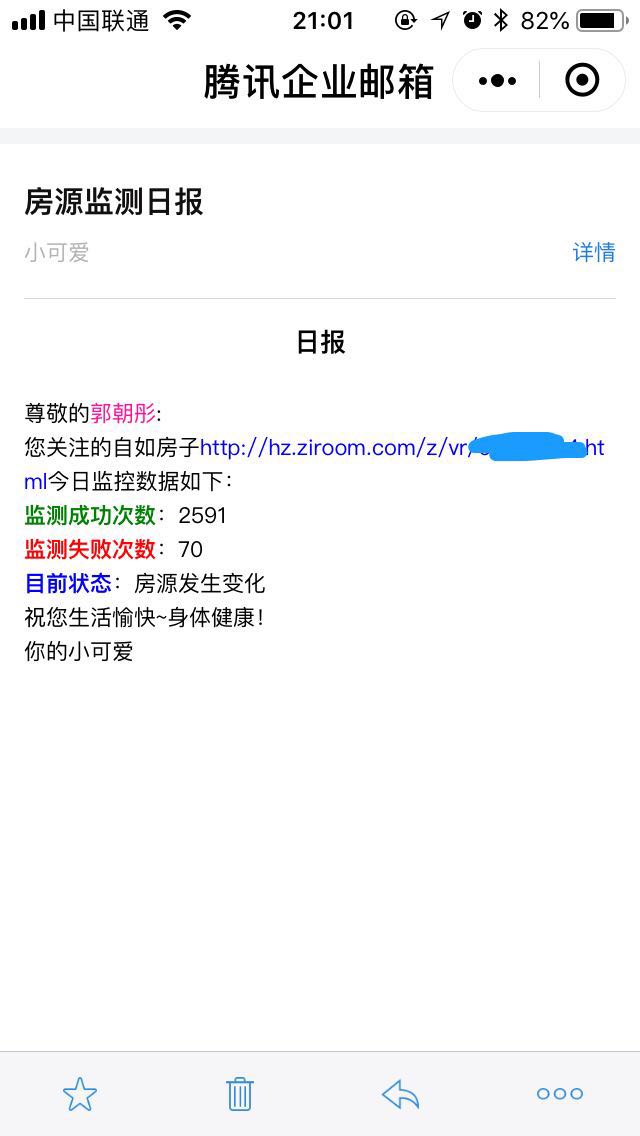 中国联通 21:01 82%
腾讯企业邮箱
房源监测日报
小可爱 详情
日报
尊敬的郭朝彤:
您关注的自如房子http://hz.ziroom.com/z/vr/ ht
ml今日监控数据如下：
监测成功次数：2591
监测失败次数：70
目前状态：房源发生变化
祝您生活愉快~身体健康！
你的小可爱